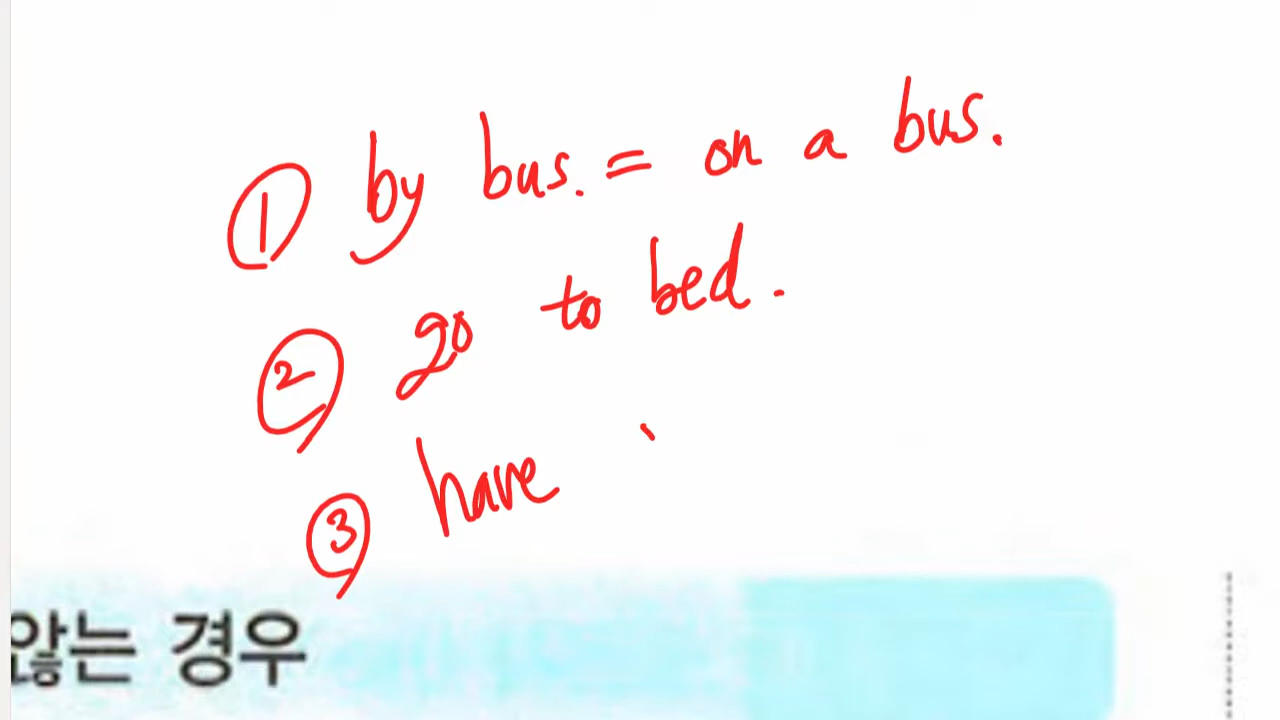 ① by bus. = on a bus.
② go to bed.
③ have
않는 경우